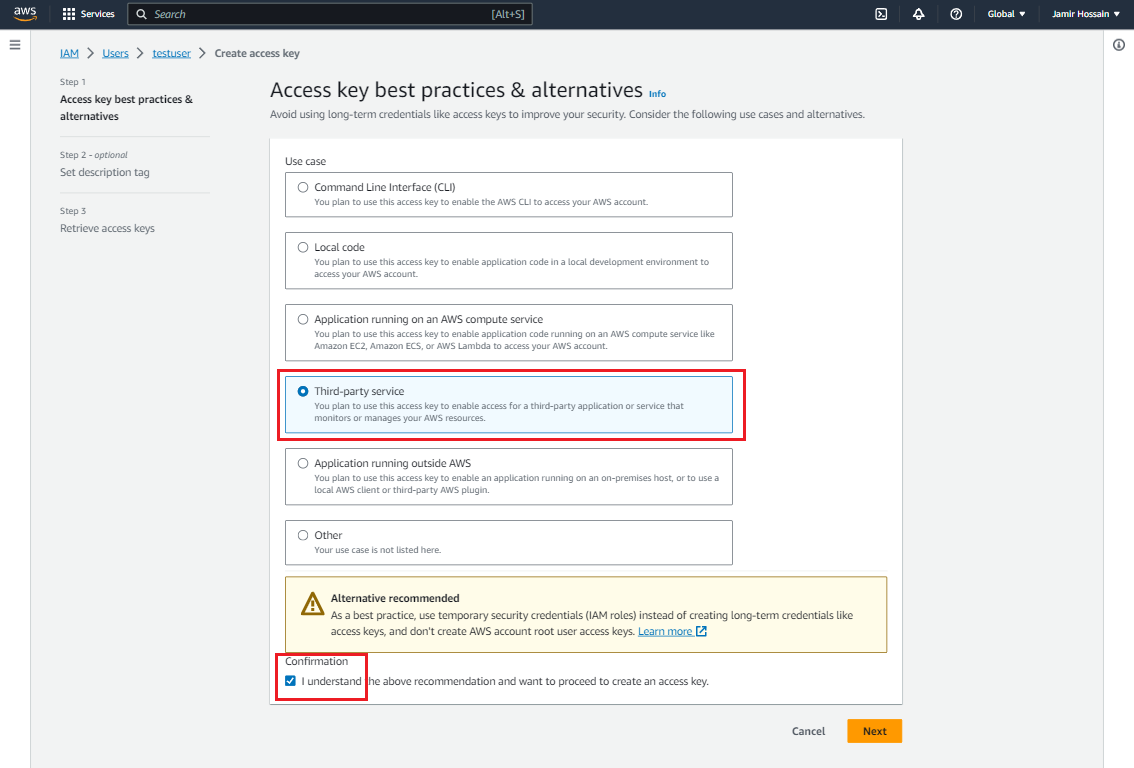 aws
Services
Search
[Alt+S]
Global
Jamir Hossain
IAM > Users > testuser > Create access key
Step 1
Access key best practices &
alternatives
Step 2 - optional
Set description tag
Step 3
Retrieve access keys
Access key best practices & alternatives Info
Avoid using long-term credentials like access keys to improve your security. Consider the following use cases and alternatives.
Use case
Command Line Interface (CLI)
You plan to use this access key to enable the AWS CLI to access your AWS account.
Local code
You plan to use this access key to enable application code in a local development environment to
access your AWS account.
Application running on an AWS compute service
You plan to use this access key to enable application code running on an AWS compute service like
Amazon EC2, Amazon ECS, or AWS Lambda to access your AWS account.
Third-party service
You plan to use this access key to enable access for a third-party application or service that
monitors or manages your AWS resources.
Application running outside AWS
You plan to use this access key to enable an application running on an on-premises host, or to use a
local AWS client or third-party AWS plugin.
Other
Your use case is not listed here.
Alternative recommended
As a best practice, use temporary security credentials (IAM roles) instead of creating long-term credentials like
access keys, and don't create AWS account root user access keys. Learn more
Confirmation
I understand the above recommendation and want to proceed to create an access key.
Cancel
Next